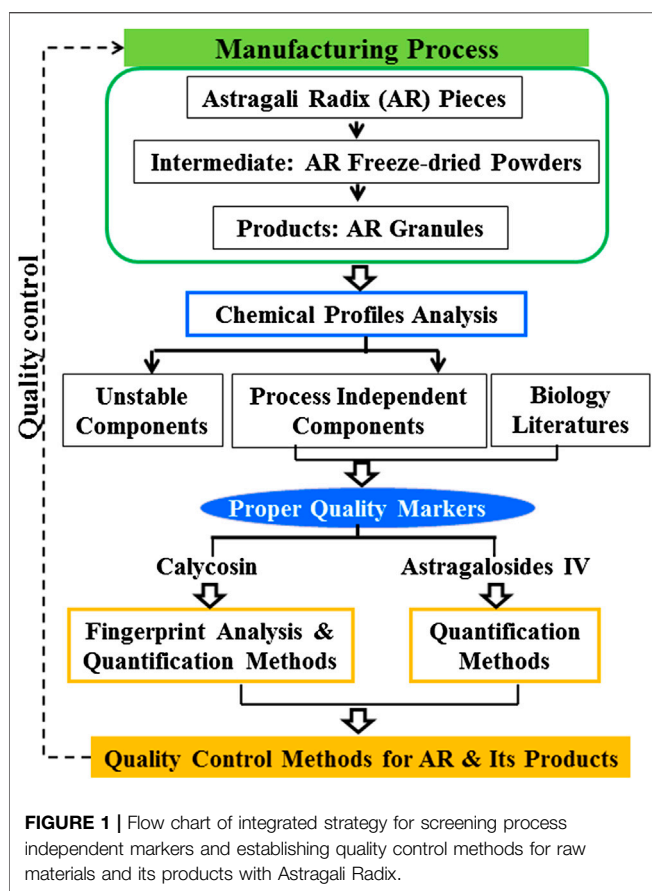 Manufacturing Process
Astragali Radix (AR) Pieces
Intermediate: AR Freeze-dried Powders
Products: AR Granules
Quality control
Chemical Profiles Analysis
Unstable
Components
Process Independent
Components
Biology
Literatures
Proper Quality Markers
Calycosin
Astragalosides IV
Fingerprint Analysis &
Quantification Methods
Quantification
Methods
Quality Control Methods for AR & Its Products
FIGURE 1 | Flow chart of integrated strategy for screening process
independent markers and establishing quality control methods for raw
materials and its products with Astragali Radix.